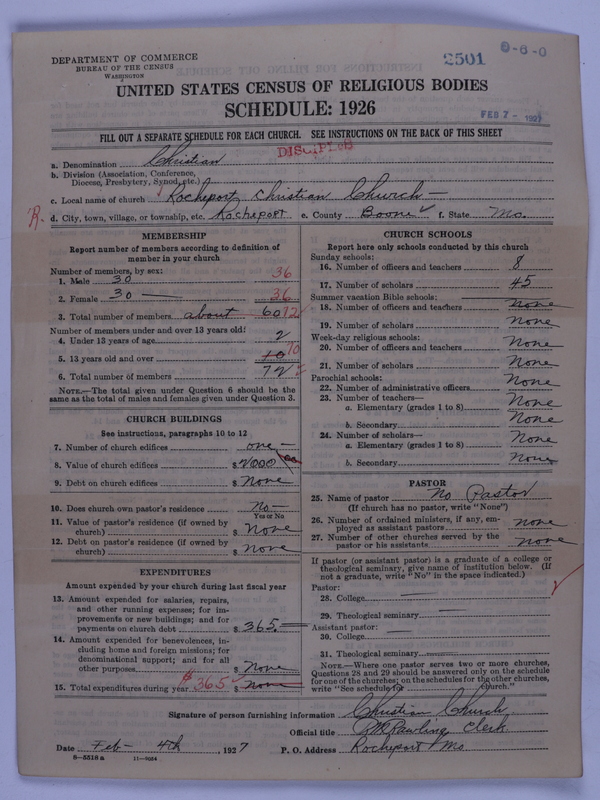 DEPARTMENT OF COMMERCE
BUREAU OF THE CENSUS
WASHINGTON
2501
0-6-0
UNITED STATES CENSUS OF RELIGIOUS BODIES
SCHEDULE: 1926
FEB 7 - 1927
FILL OUT A SEPARATE SCHEDULE FOR EACH CHURCH. SEE INSTRUCTIONS ON THE BACK OF THIS SHEET
a. Denomination Christian
DISCIPLES
b. Division (Association, Conference,
Diocese, Presbytery, Synod, etc.)
c. Local name of church Rocheport Christian Church
R. d. City, town, village, or township, etc. Rocheport e. County Boone f. State Mo.
MEMBERSHIP
Report number of members according to definition of
member in your church
Number of members, by sex:
1. Male 30 36
2. Female 30 36
3. Total number of members about 60 72
Number of members under and over 13 years old:
4. Under 13 years of age 2
5. 13 years old and over 70
6. Total number of members 72
NOTE.—The total given under Question 6 should be the
same as the total of males and females given under Question 3.
CHURCH BUILDINGS
See instructions, paragraphs 10 to 12
7. Number of church edifices one
8. Value of church edifices $ 2000 00
9. Debt on church edifices $ None
10. Does church own pastor's residence No
Yes or No
11. Value of pastor's residence (if owned by
church) $ None
12. Debt on pastor's residence (if owned by
church) $ None
EXPENDITURES
Amount expended by your church during last fiscal year
13. Amount expended for salaries, repairs,
and other running expenses; for im-
provements or new buildings; and for
payments on church debt $ 365.
14. Amount expended for benevolences, in-
cluding home and foreign missions; for
denominational support; and for all
other purposes $ None
15. Total expenditures during year $365 $ None
CHURCH SCHOOLS
Report here only schools conducted by this church
Sunday schools:
16. Number of officers and teachers 8
17. Number of scholars 45
Summer vacation Bible schools:
18. Number of officers and teachers None
19. Number of scholars None
Week-day religious schools:
20. Number of officers and teachers None
21. Number of scholars None
Parochial schools:
22. Number of administrative officers None
23. Number of teachers—
a. Elementary (grades 1 to 8) None
b. Secondary None
24. Number of scholars—
a. Elementary (grades 1 to 8) None
b. Secondary None
PASTOR
25. Name of pastor No Pastor
(If church has no pastor, write "None")
26. Number of ordained ministers, if any, em-
ployed as assistant pastors none
27. Number of other churches served by the
pastor or his assistants none
If pastor (or assistant pastor) is a graduate of a college or
theological seminary, give name of institution below. (If
not a graduate, write "No" in the space indicated.)
Pastor:
28. College
29. Theological seminary
Assistant pastor:
30. College
31. Theological seminary
NOTE.—Where one pastor serves two or more churches,
Questions 28 and 29 should be answered only on the schedule
for one of the churches; on the schedules for the other churches,
write "See schedule for church."
Signature of person furnishing information Christian Church
Official title Rawling Clerk
Date Feb - 4th, 1927 P. O. Address Rocheport Mo
8—5518 a 11—9084